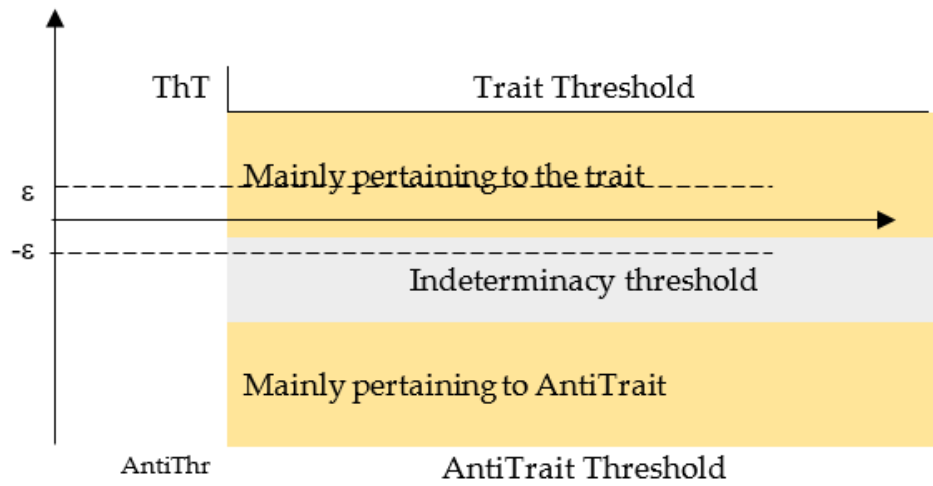 ThT Trait Threshold
Mainly pertaining to the trait
ε
-ε
Indeterminacy threshold
Mainly pertaining to AntiTrait
AntiThr AntiTrait Threshold